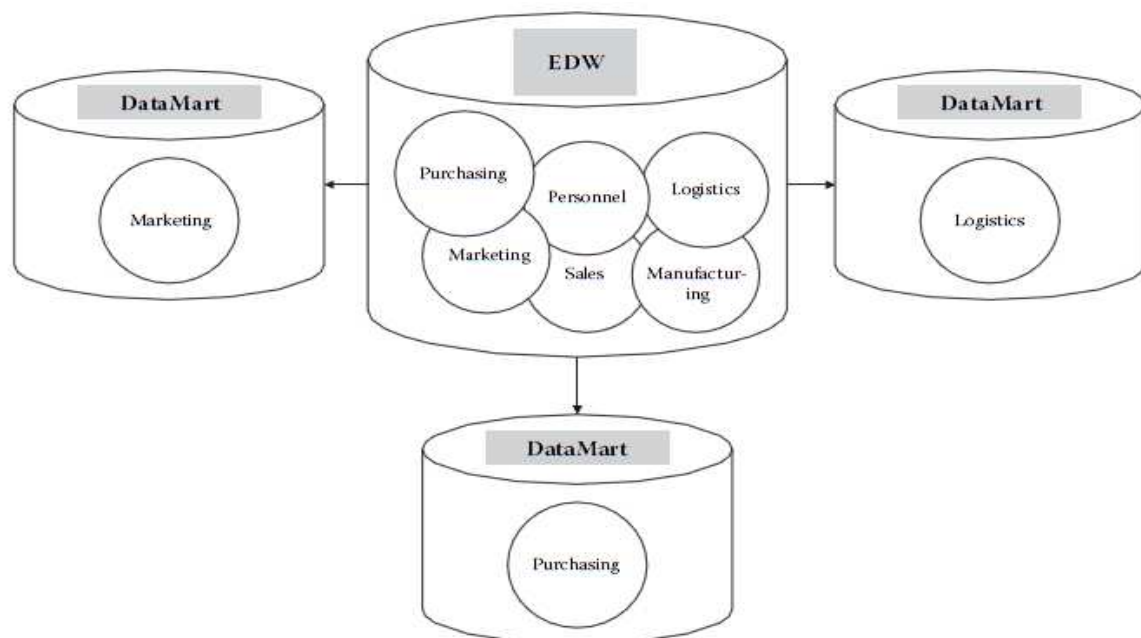 EDW
DataMart
DataMart
Purchasing
Personnel
Logistics
Marketing
Marketing
Sales
Manufactur-
ing
Logistics
DataMart
Purchasing